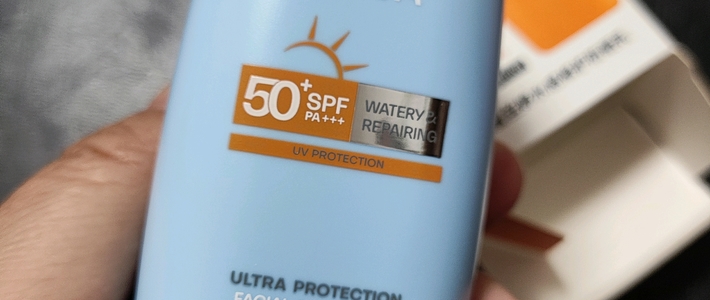 50+ SPF
PA+++
WATERY &
REPAIRING
UV PROTECTION
ULTRA PROTECTION